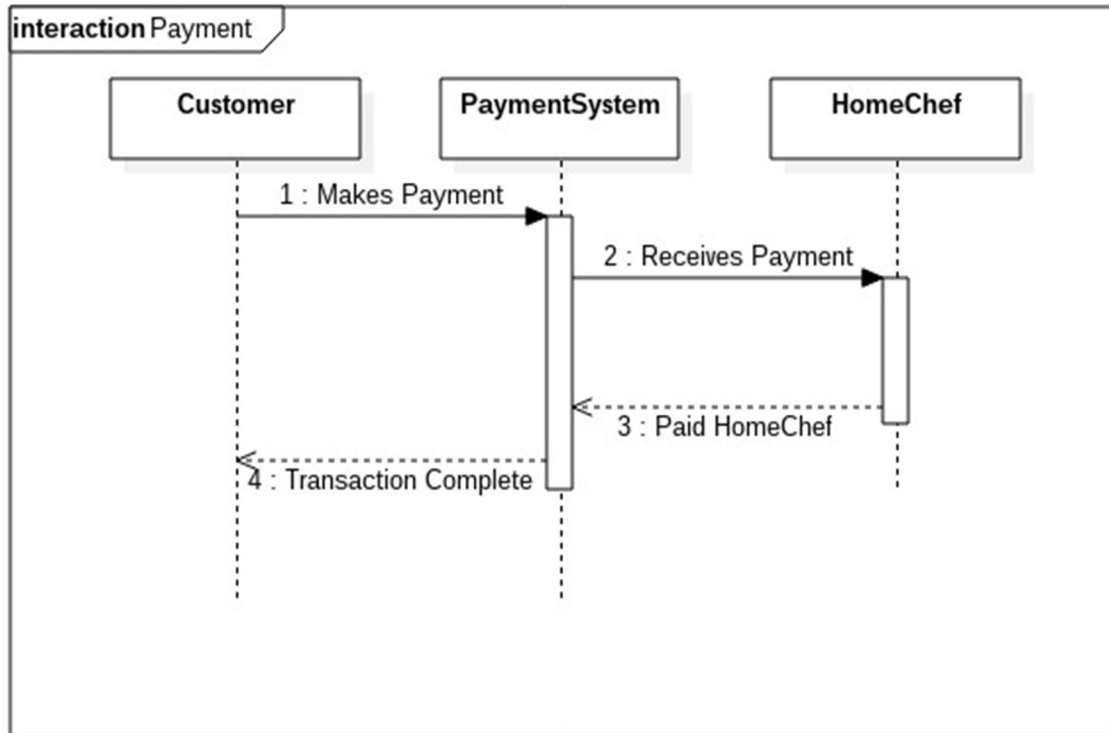 interaction Payment
Customer
PaymentSystem
HomeChef
1 : Makes Payment
2 : Receives Payment
3 : Paid HomeChef
4 : Transaction Complete